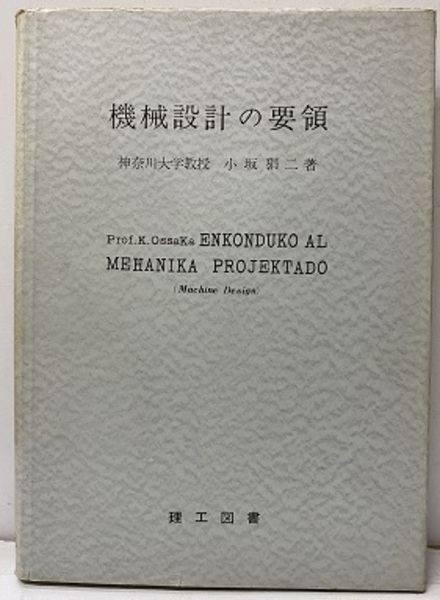 機械設計の要領
神奈川大学教授 小坂狷二著
Prof.K.OssaKa ENKONDUKO AL
MEHANIKA PROJEKTADO
(Machine Design)
理工図書